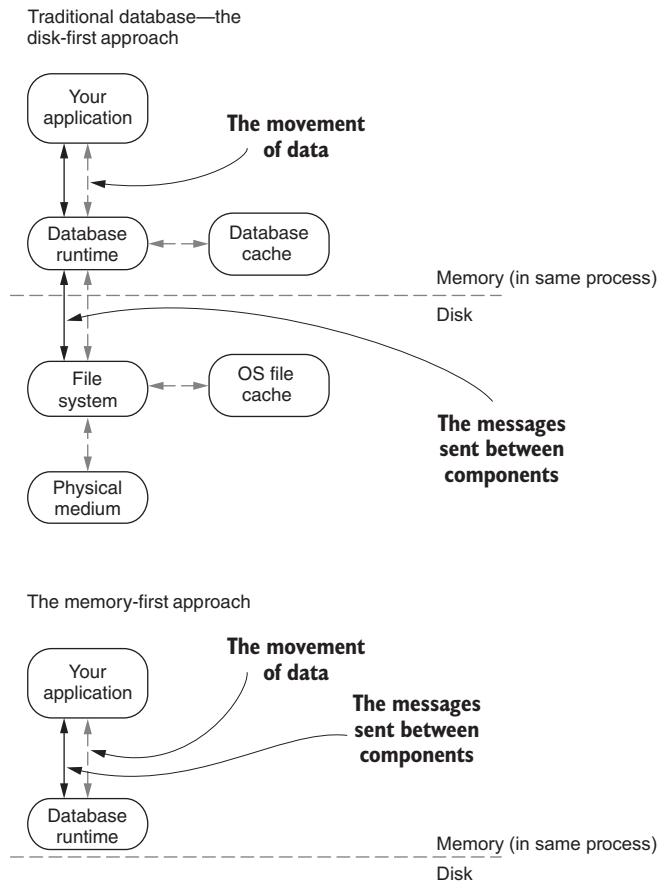 Traditional database—the
disk-first approach
Your
application
The movement
of data
Database
runtime
Database
cache
Memory (in same process)
Disk
File
system
OS file
cache
The messages
sent between
components
Physical
medium
The memory-first approach
Your
application
The movement
of data
The messages
sent between
components
Database
runtime
Memory (in same process)
Disk